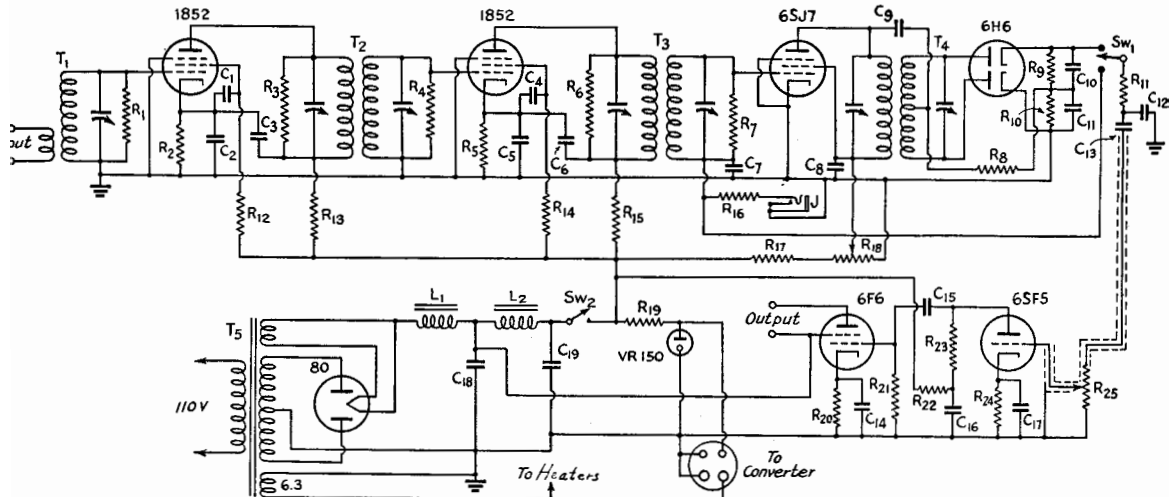 1852
1852
6SJ7
C9
6H6
T1
R1
R2
C1
C2
C3
R3
T2
R4
R5
C4
C5
C6
R6
T3
R7
C7
C8
T4
R9
R10
C10
C11
Sw1
R11
C12
C13
R8
put
R12
R13
R14
R15
R16
J
R17
R18
T5
110V
80
6.3
L1
L2
Sw2
C18
C19
R19
VR 150
Output
6F6
C15
6SF5
R20
C14
R21
R22
R23
C16
R24
C17
R25
To Heaters
To
Converter